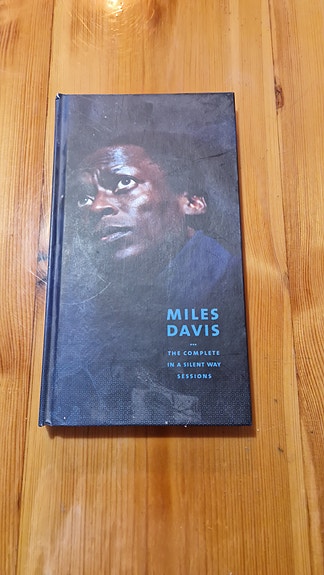 MILES
DAVIS
THE COMPLETE
IN A SILENT WAY
SESSIONS